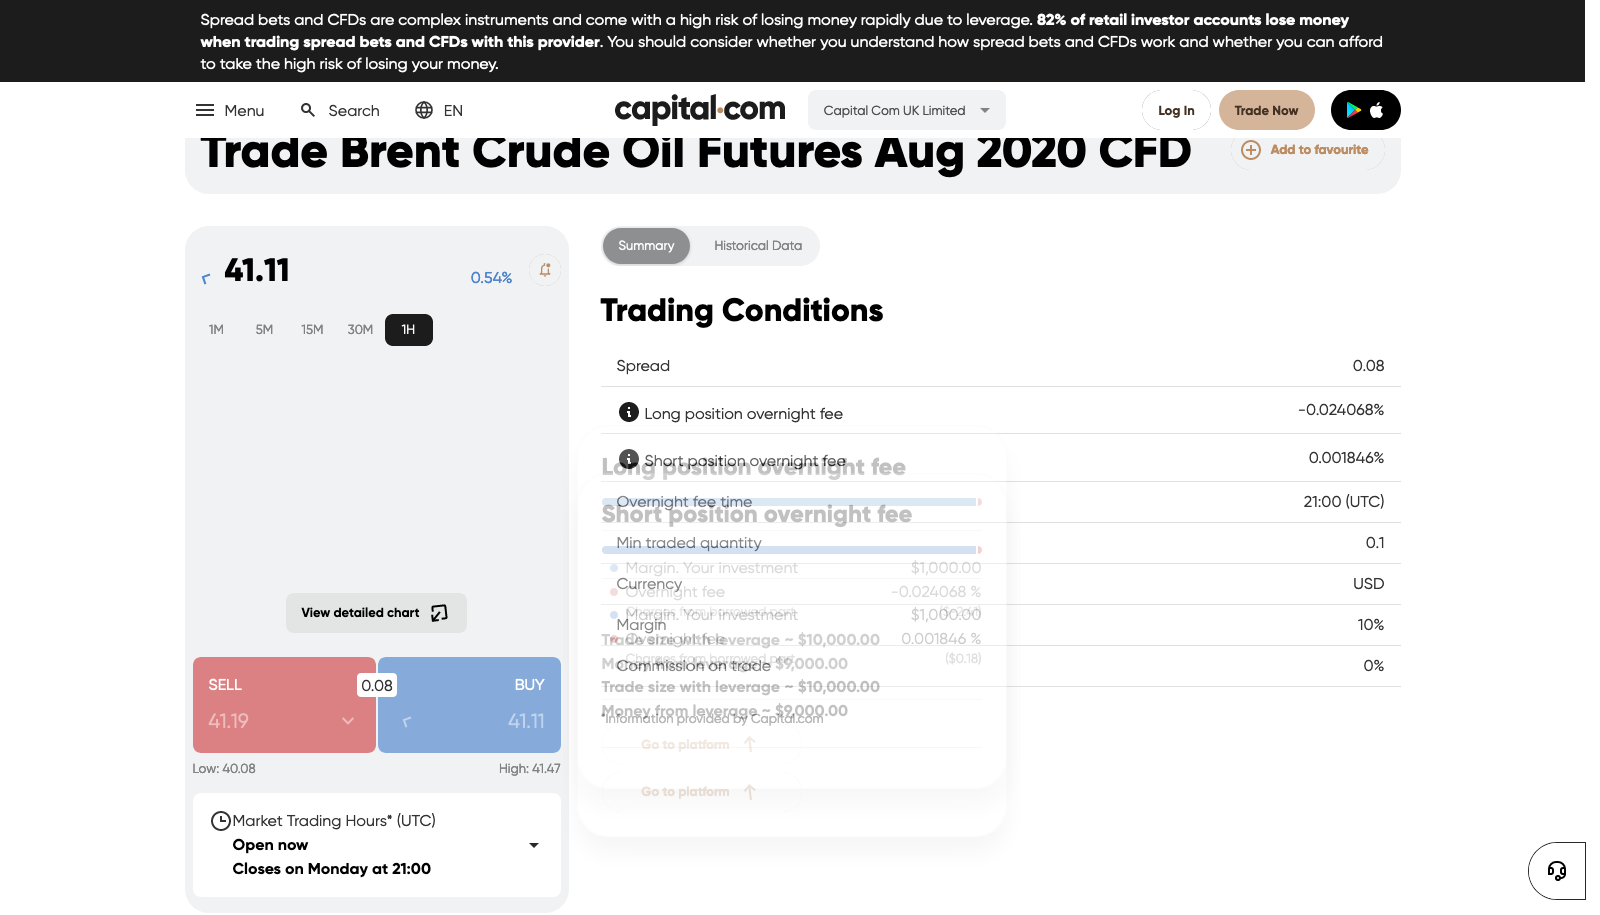 Spread bets and CFDs are complex instruments and come with a high risk of losing money rapidly due to leverage. 82% of retail investor accounts lose money
when trading spread bets and CFDs with this provider. You should consider whether you understand how spread bets and CFDs work and whether you can afford
to take the high risk of losing your money.
Menu
Search
EN
capital.com
Capital Com UK Limited
Log In
Trade Now
Trade Brent Crude Oil Futures Aug 2020 CFD
Add to favourite
41.11
0.54%
1M
5M
15M
30M
1H
View detailed chart
SELL
41.19
0.08
BUY
41.11
Low: 40.08
High: 41.47
Market Trading Hours* (UTC)
Open now
Closes on Monday at 21:00
Summary
Historical Data
Trading Conditions
Spread
0.08
Long position overnight fee
-0.024068%
Short position overnight fee
0.001846%
Overnight fee time
21:00 (UTC)
Min traded quantity
0.1
Currency
USD
Margin
10%
Commission on trade
0%
*Information provided by Capital.com
Long position overnight fee
Margin. Your investment
$1,000.00
Overnight fee
-0.024068 %
Charges from borrowed part
Trade size with leverage ~ $10,000.00
Money from leverage ~ $9,000.00
Go to platform
Short position overnight fee
Margin. Your investment
$1,000.00
Overnight fee
0.001846 %
Charges from borrowed part
($0.18)
Trade size with leverage ~ $10,000.00
Money from leverage ~ $9,000.00
Go to platform